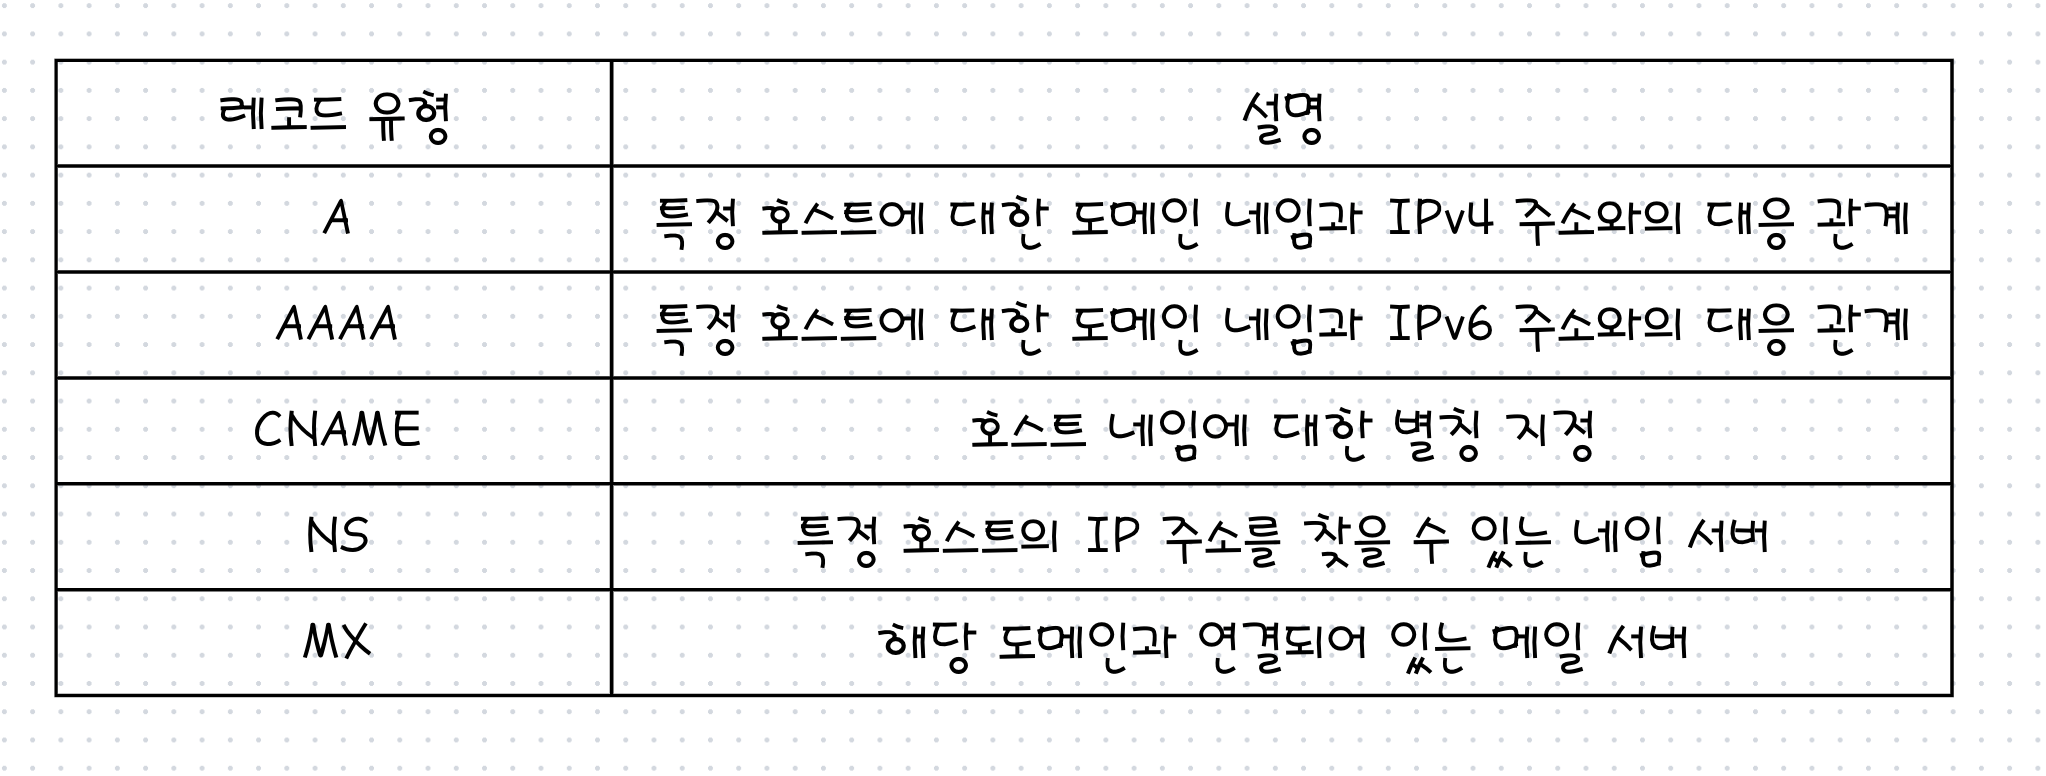 레코드 유형 설명
A 특정 호스트에 대한 도메인 네임과 IPv4 주소와의 대응 관계
AAAA 특정 호스트에 대한 도메인 네임과 IPv6 주소와의 대응 관계
CNAME 호스트 네임에 대한 별칭 지정
NS 특정 호스트의 IP 주소를 찾을 수 있는 네임 서버
MX 해당 도메인과 연결되어 있는 메일 서버